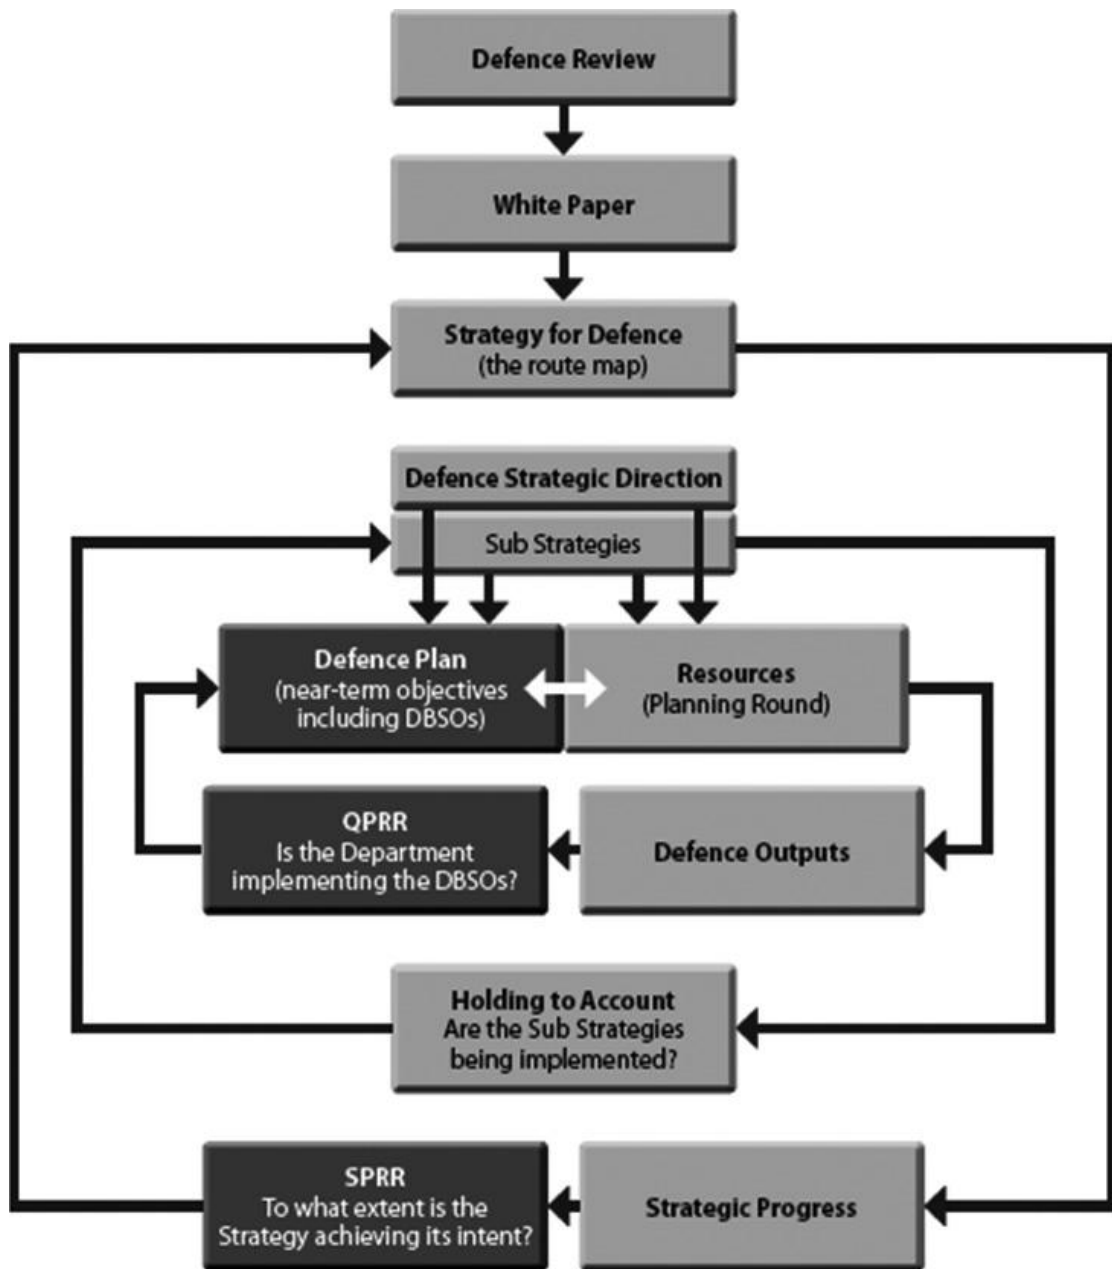 Defence Review
White Paper
Strategy for Defence
(the route map)
Defence Strategic Direction
Sub Strategies
Defence Plan
(near-term objectives
including DBSOs)
Resources
(Planning Round)
QPRR
Is the Department
implementing the DBSOs?
Defence Outputs
Holding to Account
Are the Sub Strategies
being implemented?
SPRR
To what extent is the
Strategy achieving its intent?
Strategic Progress